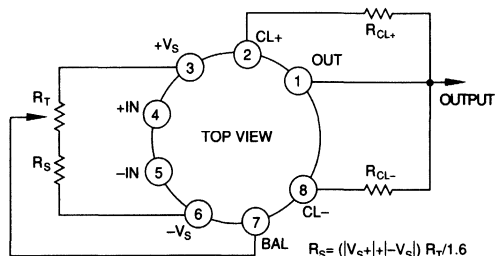 CL+
R_CL+
+V_S
2
3
OUT
1
R_T
+IN
4
OUTPUT
TOP VIEW
R_S
–IN
5
8
R_CL–
CL–
6
7
–V_S
BAL
R_S= (|V_S+|+|–V_S|) R_T/1.6